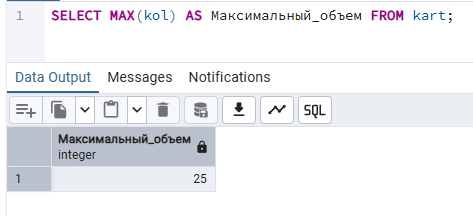 1 SELECT MAX(kol) AS Максимальный_объем FROM kart;
Data Output Messages Notifications
SQL
Максимальный_объем
integer
1 25